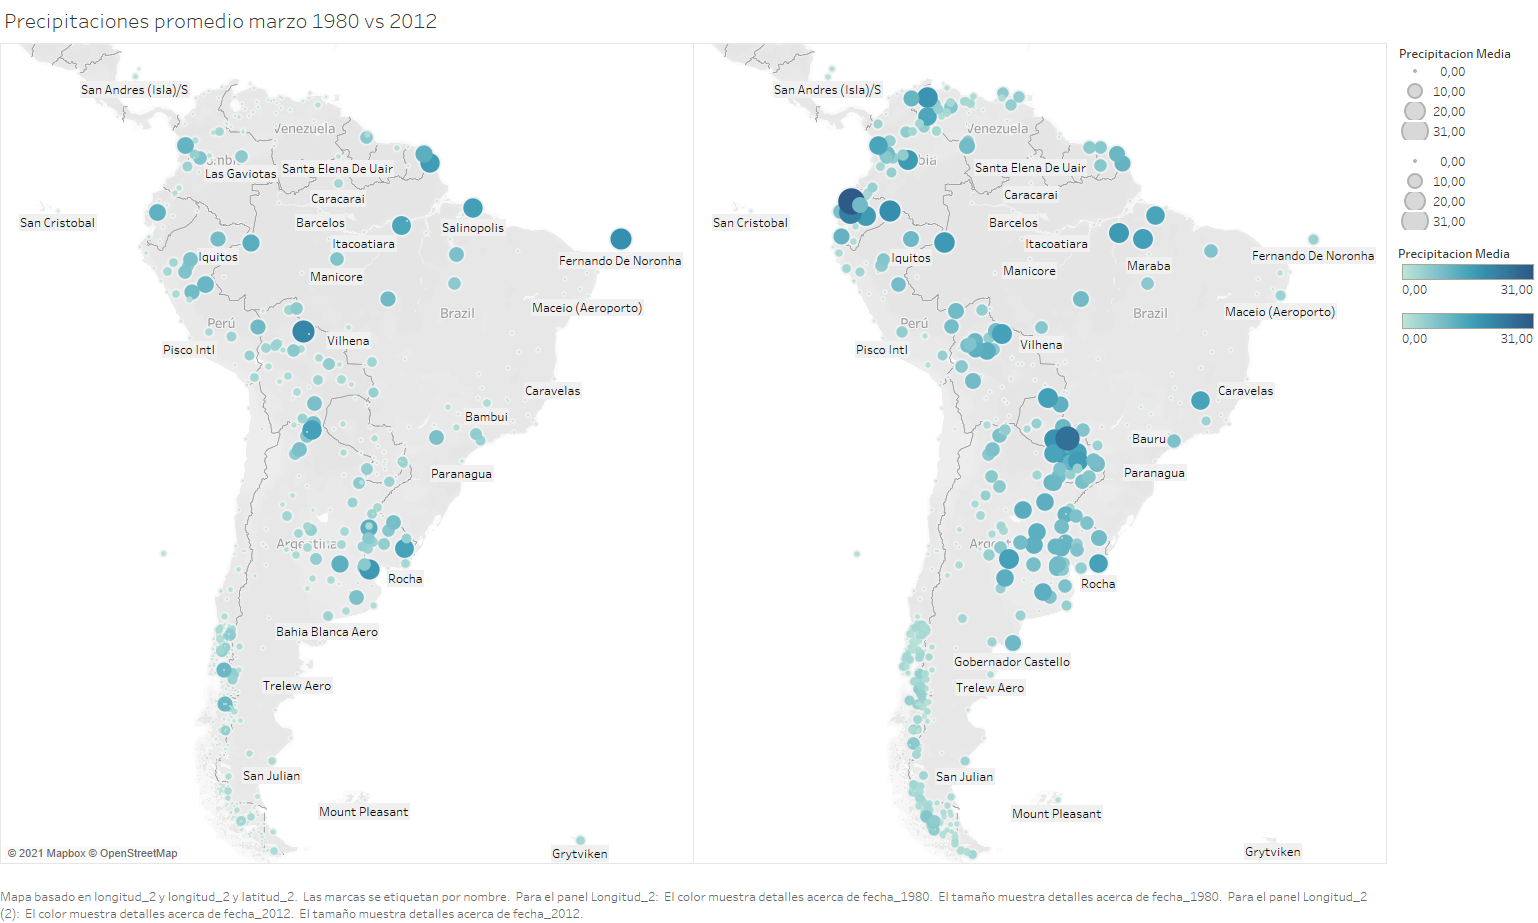 Precipitaciones promedio marzo 1980 vs 2012
San Andres (Isla)/S
Venezuela
Las Gaviotas
Santa Elena De Uair
Caracarai
San Cristobal
Barcelos
Salinopolis
Itacoatiara
Iquitos
Fernando De Noronha
Manicore
Maceio (Aeroporto)
Brazil
Perú
Vilhena
Pisco Intl
Caravelas
Bambui
Paranagua
Argentina
Rocha
Bahia Blanca Aero
Trelew Aero
San Julian
Mount Pleasant
Grytviken
© 2021 Mapbox © OpenStreetMap
San Andres (Isla)/S
Venezuela
Santa Elena De Uair
Caracarai
San Cristobal
Barcelos
Itacoatiara
Iquitos
Fernando De Noronha
Maraba
Manicore
Maceio (Aeroporto)
Brazil
Perú
Vilhena
Pisco Intl
Caravelas
Bauru
Paranagua
Rocha
Gobernador Castello
Trelew Aero
San Julian
Mount Pleasant
Grytviken
Precipitacion Media
0,00
10,00
20,00
31,00
0,00
10,00
20,00
31,00
Precipitacion Media
0,00 31,00
0,00 31,00
Mapa basado en longitud_2 y longitud_2 y latitud_2. Las marcas se etiquetan por nombre. Para el panel Longitud_2: El color muestra detalles acerca de fecha_1980. El tamaño muestra detalles acerca de fecha_1980. Para el panel Longitud_2
(2): El color muestra detalles acerca de fecha_2012. El tamaño muestra detalles acerca de fecha_2012.